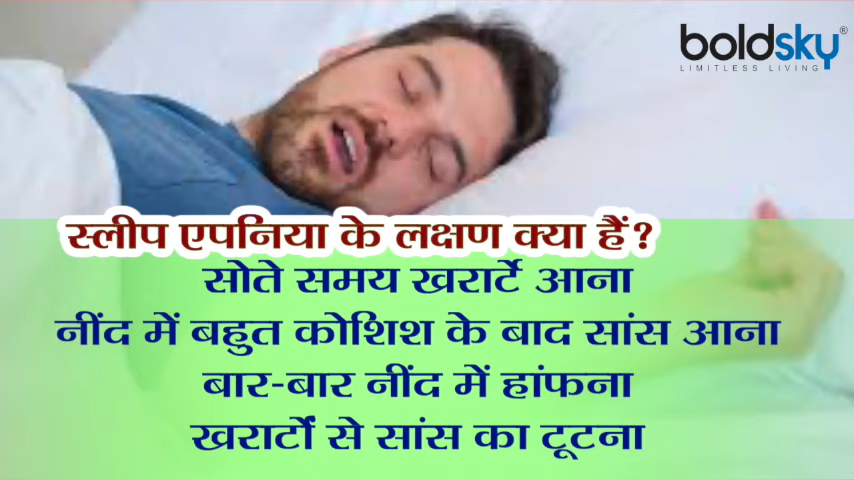 boldsky®
LIMITLESS LIVING
स्लीप एपनिया के लक्षण क्या हैं?
सोते समय खरार्टे आना
नींद में बहुत कोशिश के बाद सांस आना
बार-बार नींद में हांफना
खरार्टों से सांस का टूटना